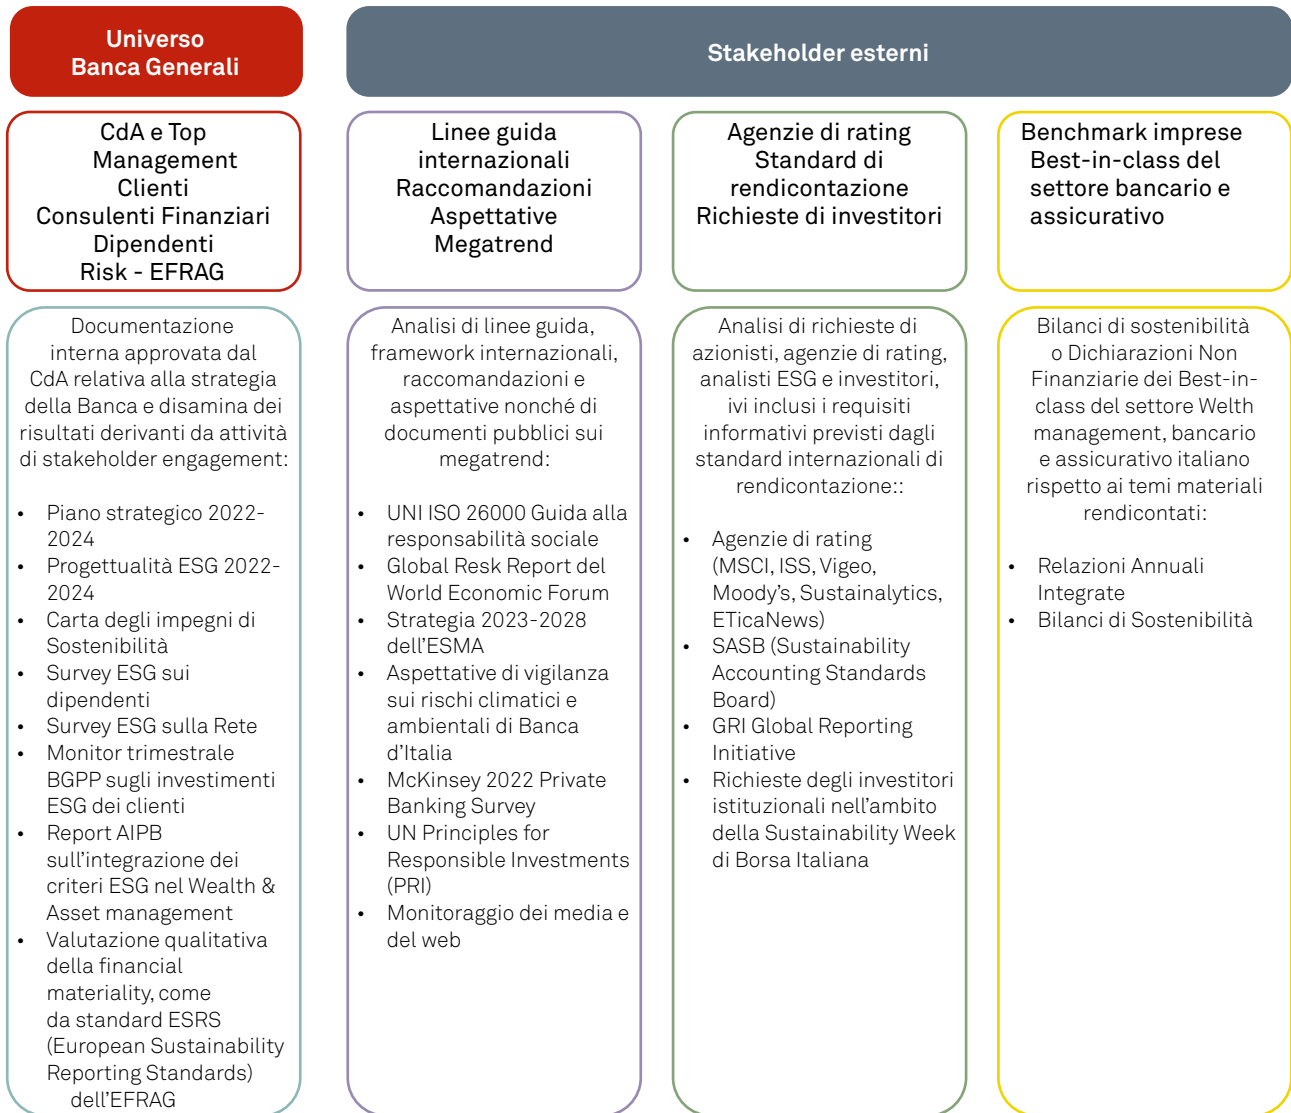 Universo
Banca Generali
Stakeholder esterni
CdA e Top
Management
Clienti
Consulenti Finanziari
Dipendenti
Risk - EFRAG
Linee guida
internazionali
Raccomandazioni
Aspettative
Megatrend
Agenzie di rating
Standard di
rendicontazione
Richieste di investitori
Benchmark imprese
Best-in-class del
settore bancario e
assicurativo
Documentazione
interna approvata dal
CdA relativa alla strategia
della Banca e disamina dei
risultati derivanti da attività
di stakeholder engagement:
• Piano strategico 2022-
2024
• Progettualità ESG 2022-
2024
• Carta degli impegni di
Sostenibilità
• Survey ESG sui
dipendenti
• Survey ESG sulla Rete
• Monitor trimestrale
BGPP sugli investimenti
ESG dei clienti
• Report AIPB
sull'integrazione dei
criteri ESG nel Wealth &
Asset management
• Valutazione qualitativa
della financial
materiality, come
da standard ESRS
(European Sustainability
Reporting Standards)
dell'EFRAG
Analisi di linee guida,
framework internazionali,
raccomandazioni e
aspettative nonché di
documenti pubblici sui
megatrend:
• UNI ISO 26000 Guida alla
responsabilità sociale
• Global Resk Report del
World Economic Forum
• Strategia 2023-2028
dell'ESMA
• Aspettative di vigilanza
sui rischi climatici e
ambientali di Banca
d'Italia
• McKinsey 2022 Private
Banking Survey
• UN Principles for
Responsible Investments
(PRI)
• Monitoraggio dei media e
del web
Analisi di richieste di
azionisti, agenzie di rating,
analisti ESG e investitori,
ivi inclusi i requisiti
informativi previsti dagli
standard internazionali di
rendicontazione::
• Agenzie di rating
(MSCI, ISS, Vigeo,
Moody's, Sustainalytics,
ETicaNews)
• SASB (Sustainability
Accounting Standards
Board)
• GRI Global Reporting
Initiative
• Richieste degli investitori
istituzionali nell'ambito
della Sustainability Week
di Borsa Italiana
Bilanci di sostenibilità
o Dichiarazioni Non
Finanziarie dei Best-in-
class del settore Welth
management, bancario
e assicurativo italiano
rispetto ai temi materiali
rendicontati:
• Relazioni Annuali
Integrate
• Bilanci di Sostenibilità